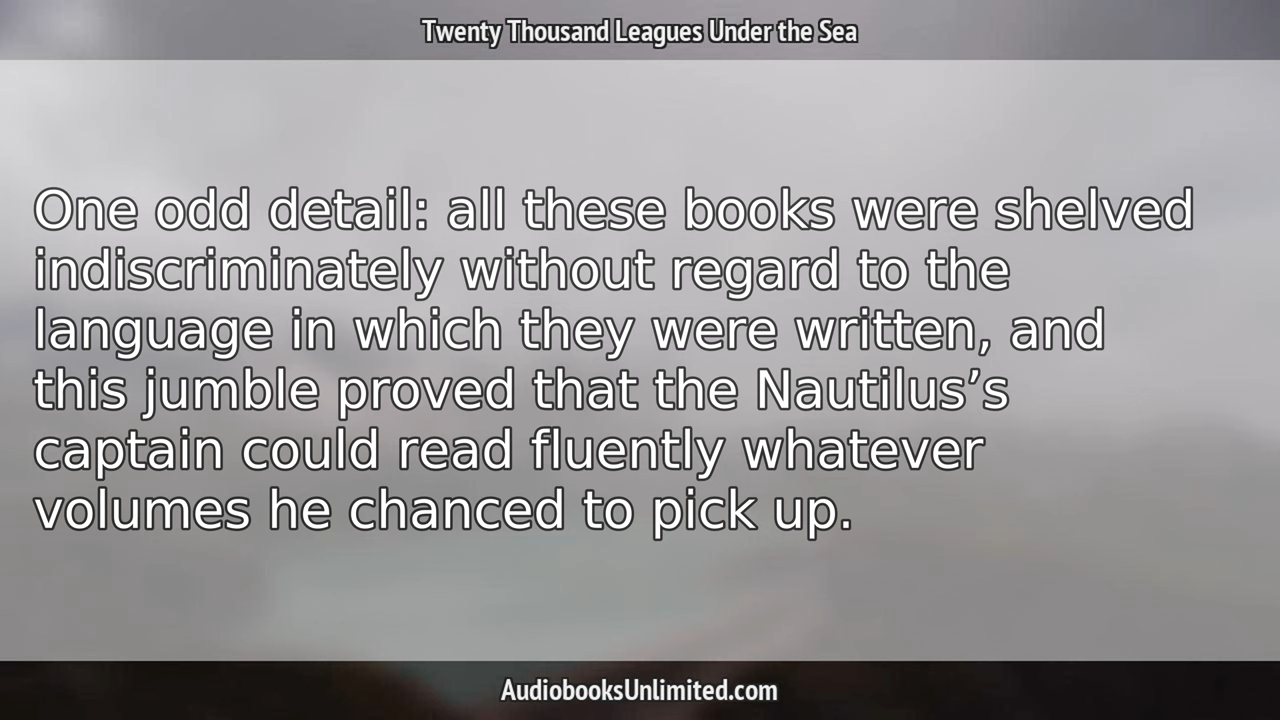 Twenty Thousand Leagues Under the Sea
One odd detail: all these books were shelved
indiscriminately without regard to the
language in which they were written, and
this jumble proved that the Nautilus’s
captain could read fluently whatever
volumes he chanced to pick up.
AudiobooksUnlimited.com